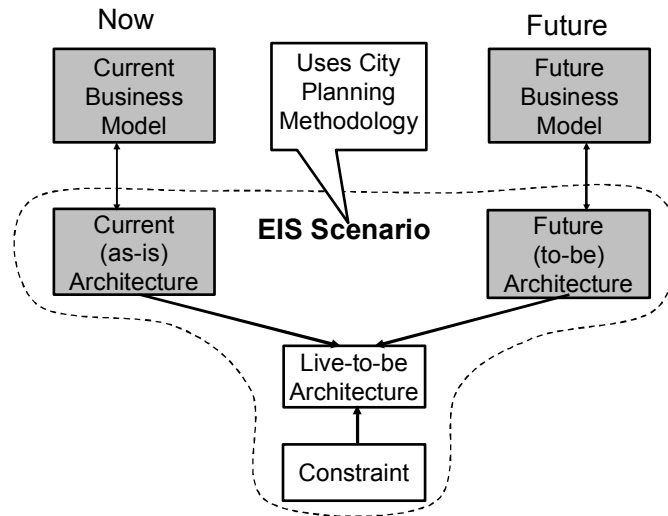 Now
Future
Current
Business
Model
Uses City
Planning
Methodology
Future
Business
Model
Current
(as-is)
Architecture
EIS Scenario
Future
(to-be)
Architecture
Live-to-be
Architecture
Constraint